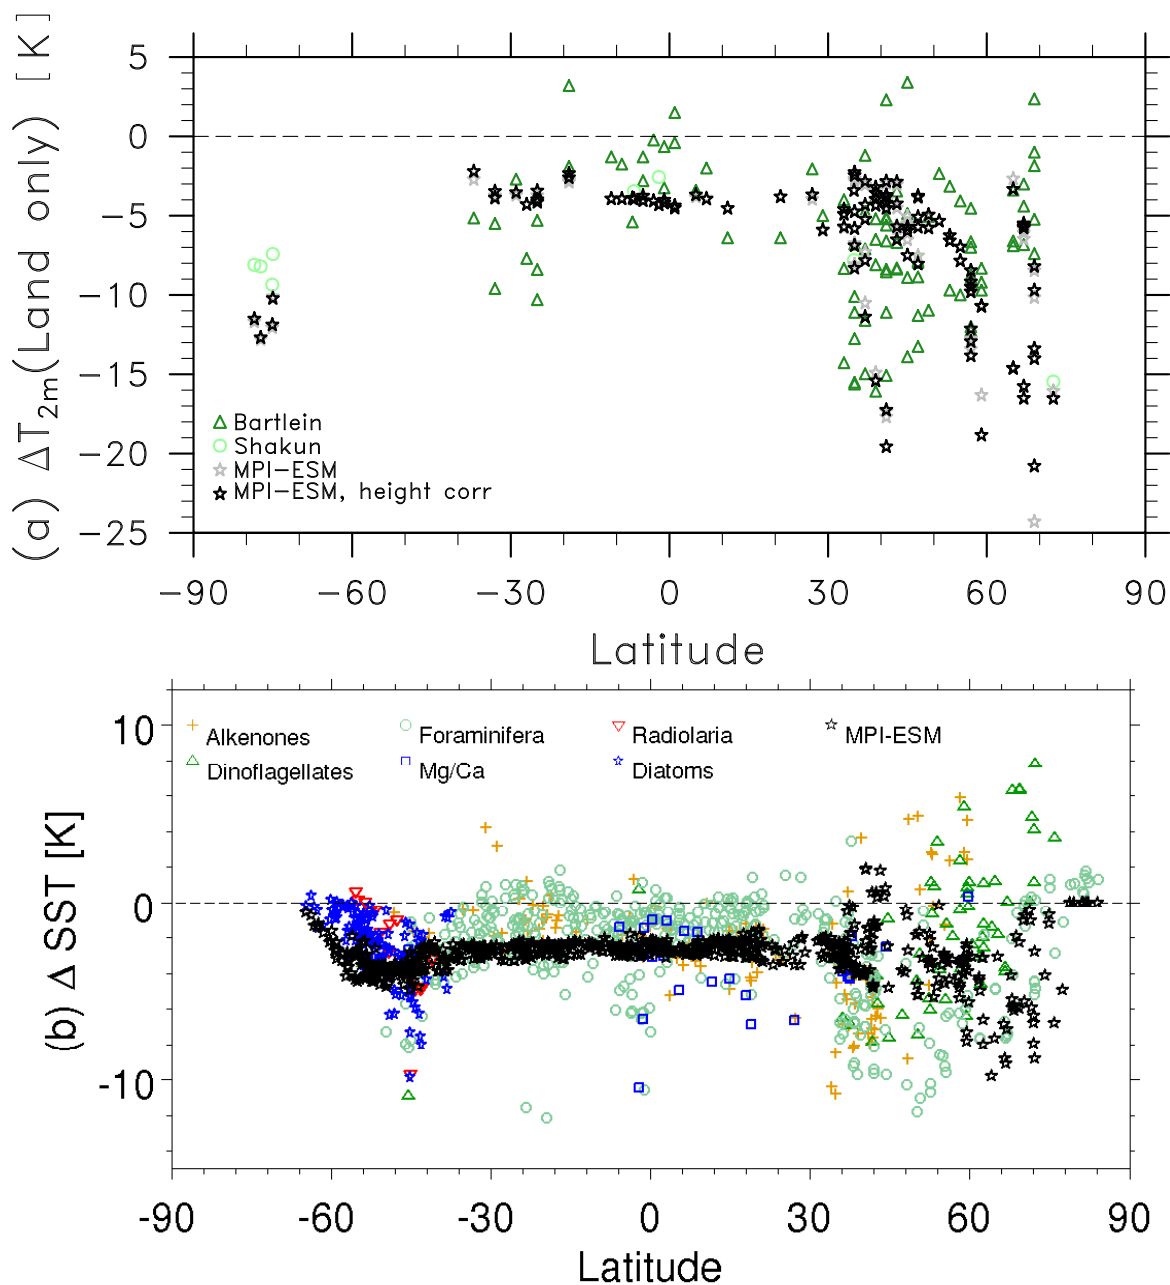 (a) ΔT2m(Land only) [K]
5
0
−5
−10
−15
−20
−25
Bartlein
Shakun
MPI−ESM
MPI−ESM, height corr
−90 −60 −30 0 30 60 90
Latitude
(b) Δ SST [K]
10
0
-10
Alkenones Foraminifera Radiolaria MPI-ESM
Dinoflagellates Mg/Ca Diatoms
-90 -60 -30 0 30 60 90
Latitude